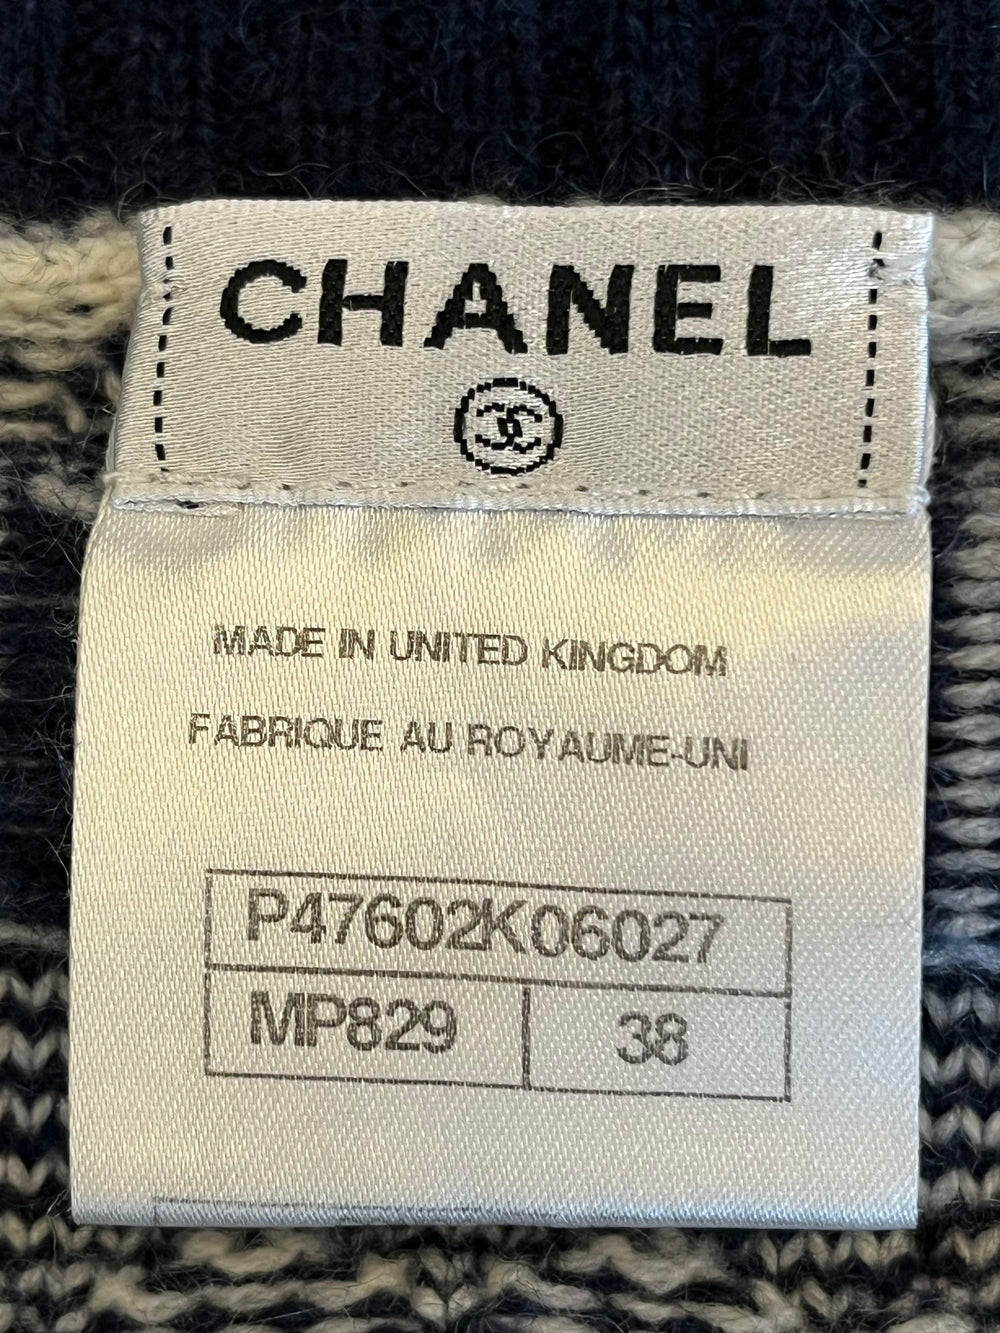 CHANEL
MADE IN UNITED KINGDOM
FABRIQUE AU ROYAUME-UNI
P47602K06027
MP829 38